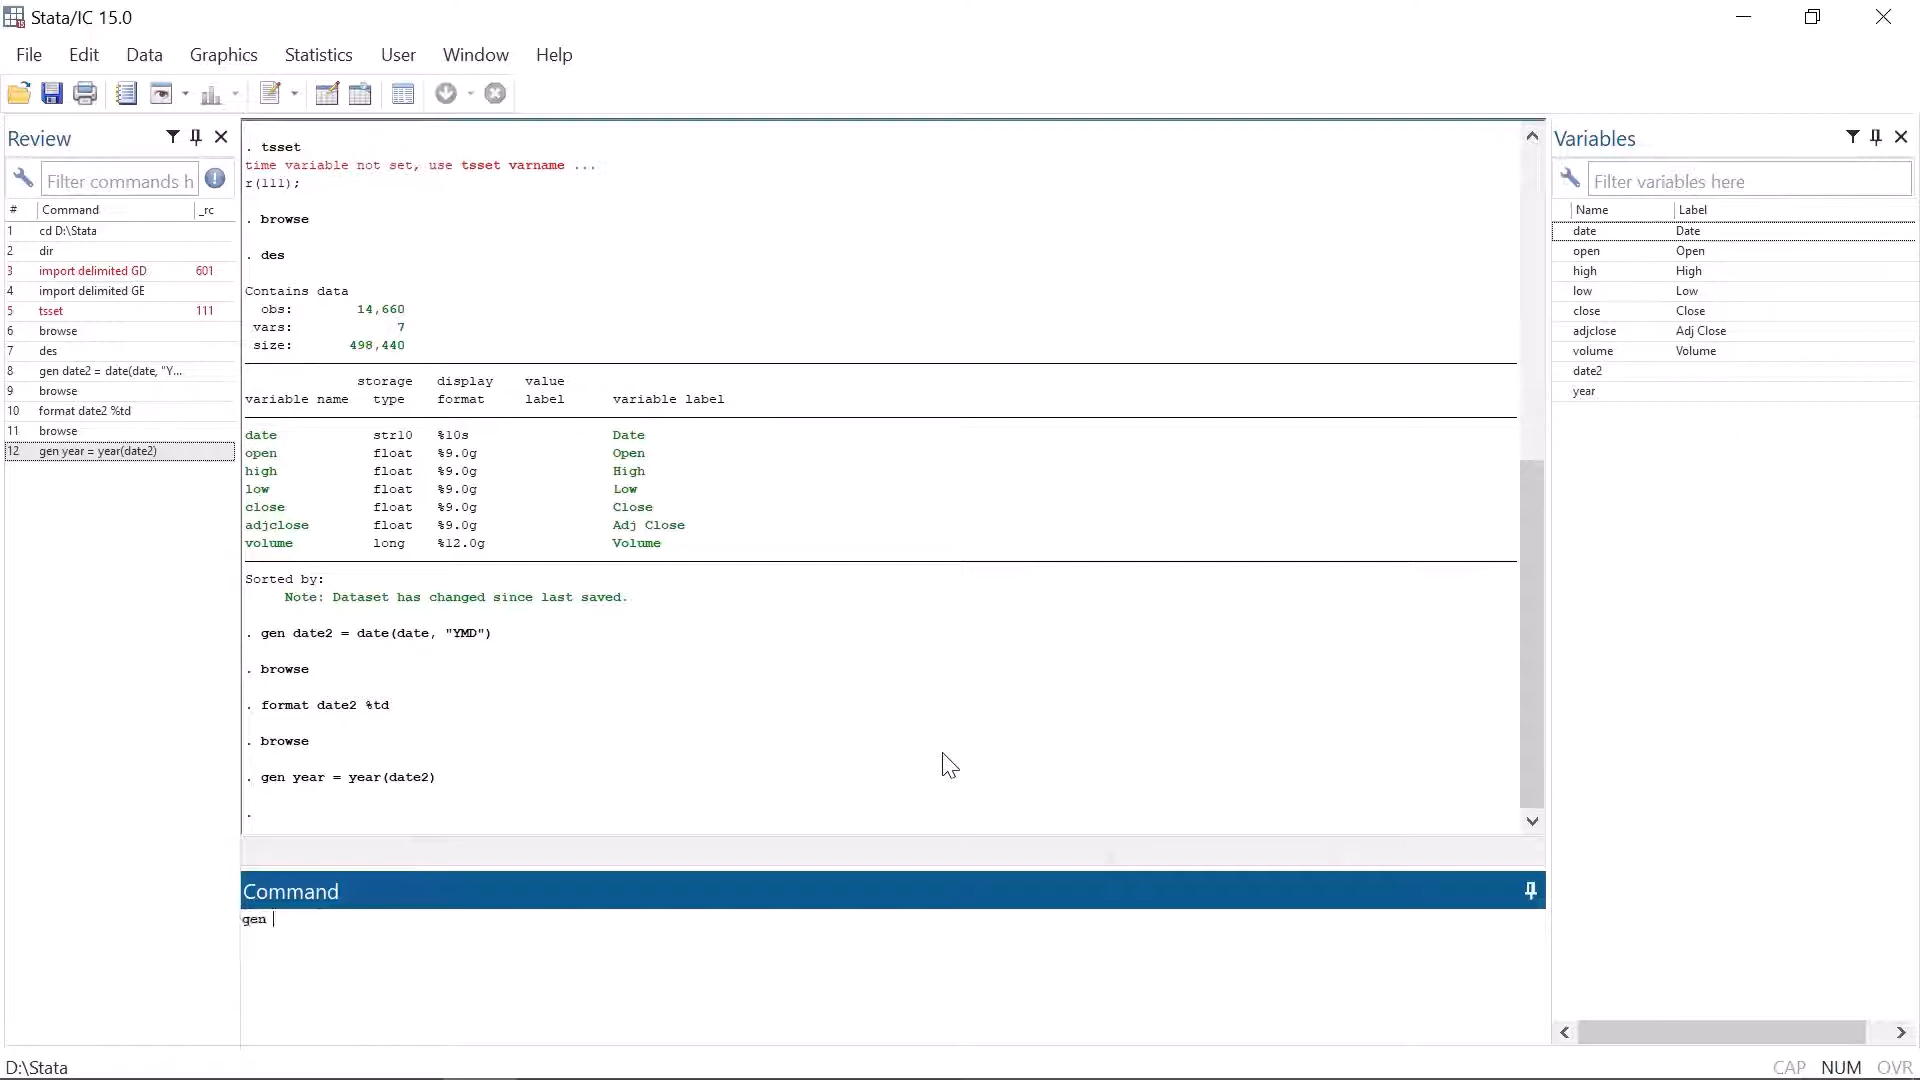 Stata/IC 15.0
File Edit Data Graphics Statistics User Window Help
Review
Filter commands h
# Command _rc
1 cd D:\Stata
2 dir
3 import delimited GD 601
4 import delimited GE
5 tsset 111
6 browse
7 des
8 gen date2 = date(date, "Y...
9 browse
10 format date2 %td
11 browse
12 gen year = year(date2)
. tsset
time variable not set, use tsset varname ...
r(111);
. browse
. des
Contains data
obs: 14,660
vars: 7
size: 498,440
storage display value
variable name type format label variable label
date str10 %10s Date
open float %9.0g Open
high float %9.0g High
low float %9.0g Low
close float %9.0g Close
adjclose float %9.0g Adj Close
volume long %12.0g Volume
Sorted by:
Note: Dataset has changed since last saved.
. gen date2 = date(date, "YMD")
. browse
. format date2 %td
. browse
. gen year = year(date2)
.
Command
gen
Variables
Filter variables here
Name Label
date Date
open Open
high High
low Low
close Close
adjclose Adj Close
volume Volume
date2
year
D:\Stata
CAP NUM OVR